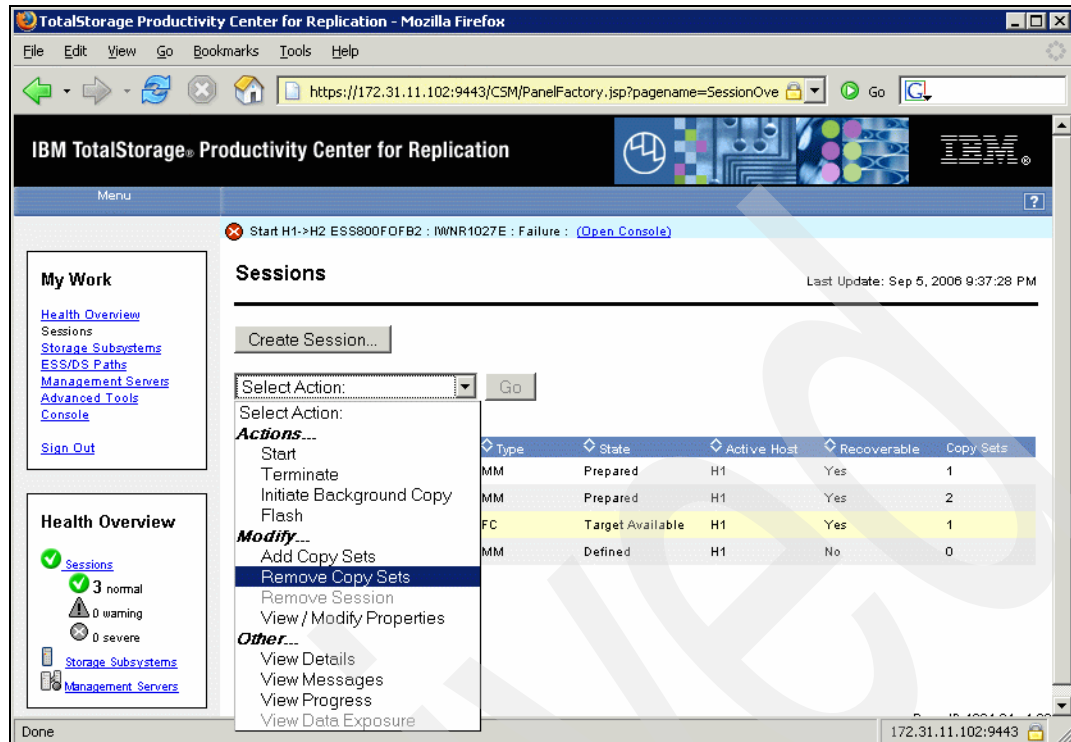 TotalStorage Productivity Center for Replication - Mozilla Firefox
File Edit View Go Bookmarks Tools Help
https://172.31.11.102:9443/CSM/PanelFactory.jsp?pagename=SessionOve Go G
IBM TotalStorage® Productivity Center for Replication IBM®
Menu ?
Start H1->H2 ESS800FOFB2 : IWNR1027E : Failure : (Open Console)
My Work
Health Overview
Sessions
Storage Subsystems
ESS/DS Paths
Management Servers
Advanced Tools
Console
Sign Out
Health Overview
Sessions
3 normal
0 warning
0 severe
Storage Subsystems
Management Servers
Sessions
Last Update: Sep 5, 2006 9:37:28 PM
Create Session...
Select Action: Go
Select Action:
Actions...
Start
Terminate
Initiate Background Copy
Flash
Modify...
Add Copy Sets
Remove Copy Sets
Remove Session
View / Modify Properties
Other...
View Details
View Messages
View Progress
View Data Exposure
Type State Active Host Recoverable Copy Sets
MM Prepared H1 Yes 1
MM Prepared H1 Yes 2
FC Target Available H1 Yes 1
MM Defined H1 No 0
Done 172.31.11.102:9443